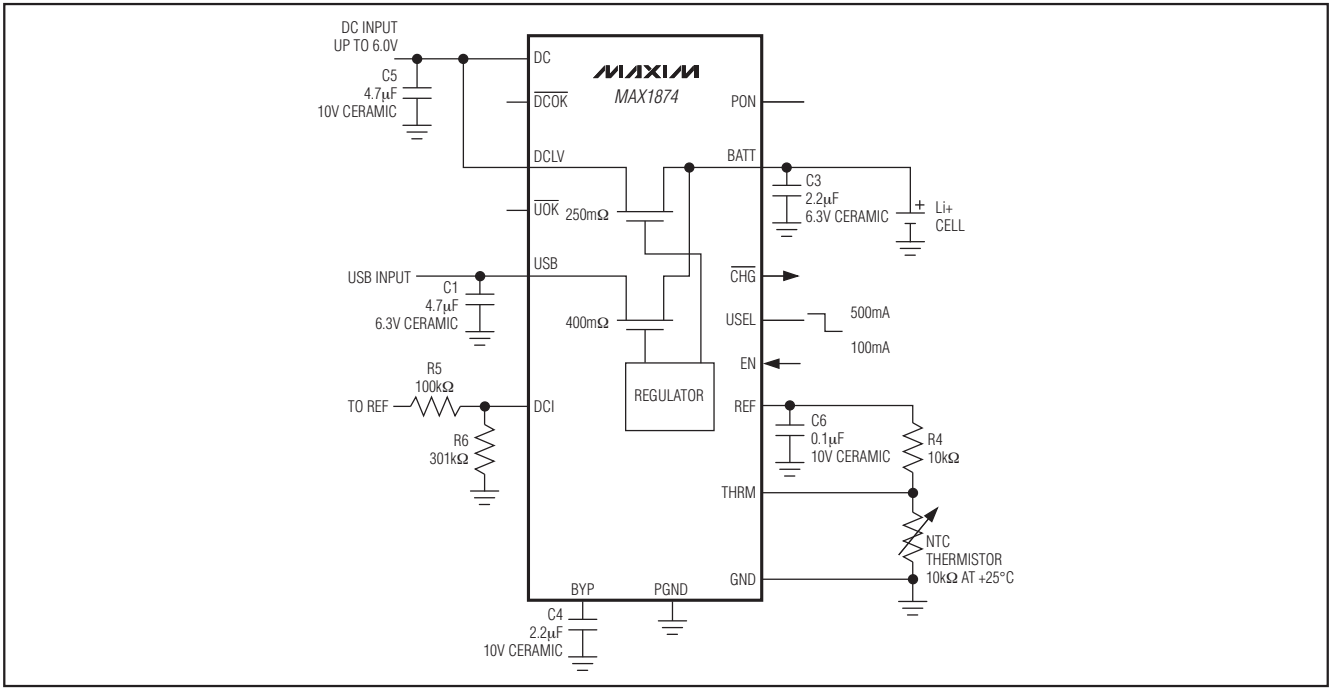 DC INPUT
UP TO 6.0V
C5
4.7μF
10V CERAMIC
DC
DCOK
DCLV
UOK
250mΩ
USB INPUT
USB
C1
4.7μF
6.3V CERAMIC
400mΩ
R5
100kΩ
TO REF
DCI
R6
301kΩ
REGULATOR
MAXIM
MAX1874
PON
BATT
C3
2.2μF
6.3V CERAMIC
+
Li+
CELL
CHG
USEL
500mA
100mA
EN
REF
C6
0.1μF
10V CERAMIC
R4
10kΩ
THRM
NTC
THERMISTOR
10kΩ AT +25°C
GND
BYP
PGND
C4
2.2μF
10V CERAMIC